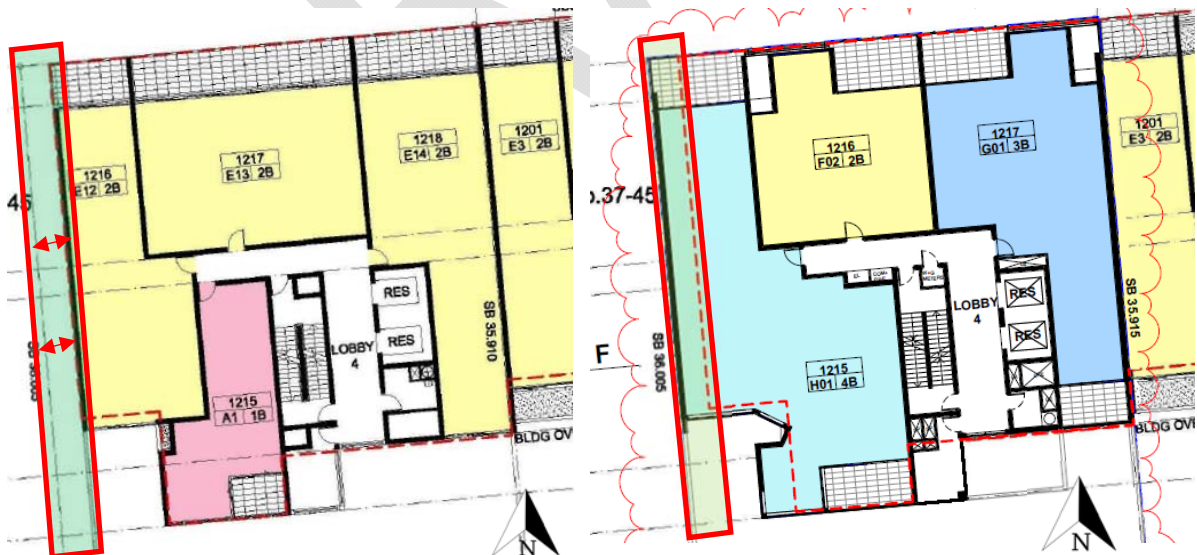 1216
E12 2B
1217
E13 2B
1218
E14 2B
1201
E3 2B
45
RES
RES
SB 35.910
LOBBY
4
1215
A1 1B
BLDG OV
N
1216
F02 2B
1217
G01 3B
1201
E3 2B
0.37-45
LOBBY
4
RES
RES
SB 35.915
SB 36.005
F
1215
H01 4B
BLDG OVE
N